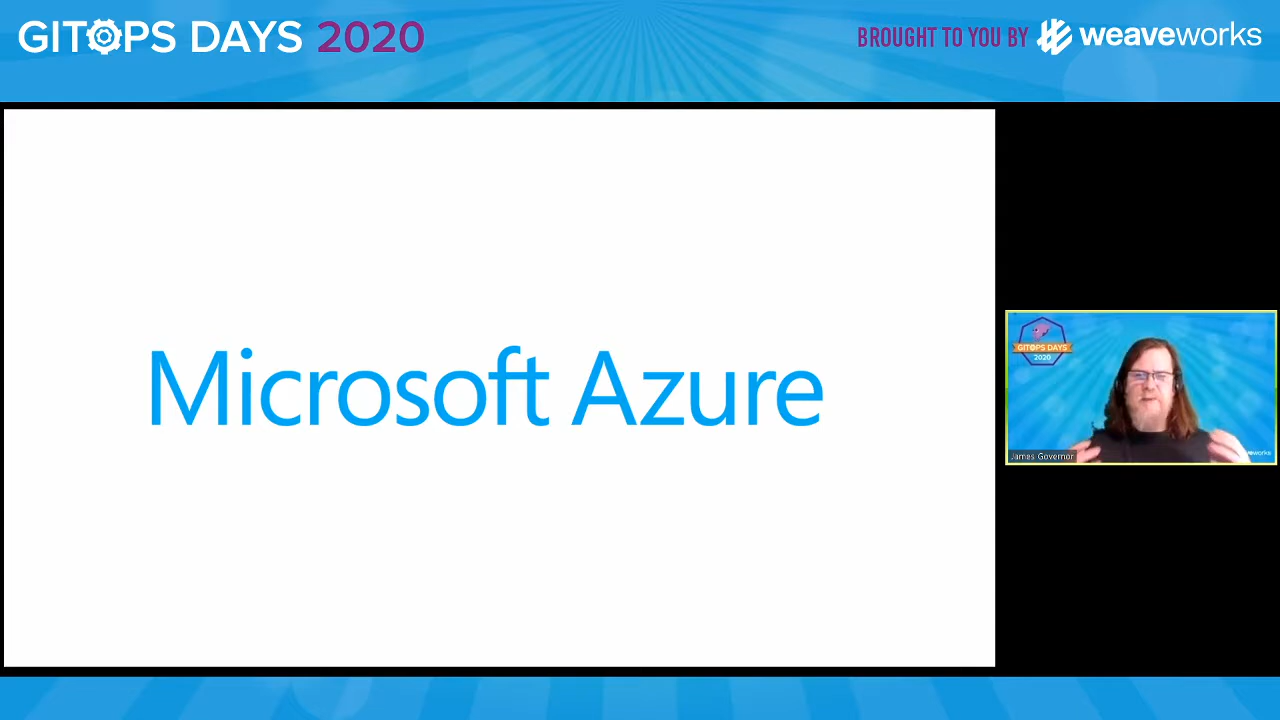 GITOPS DAYS 2020
BROUGHT TO YOU BY weaveworks
Microsoft Azure
GITOPS DAYS
2020
James Governor